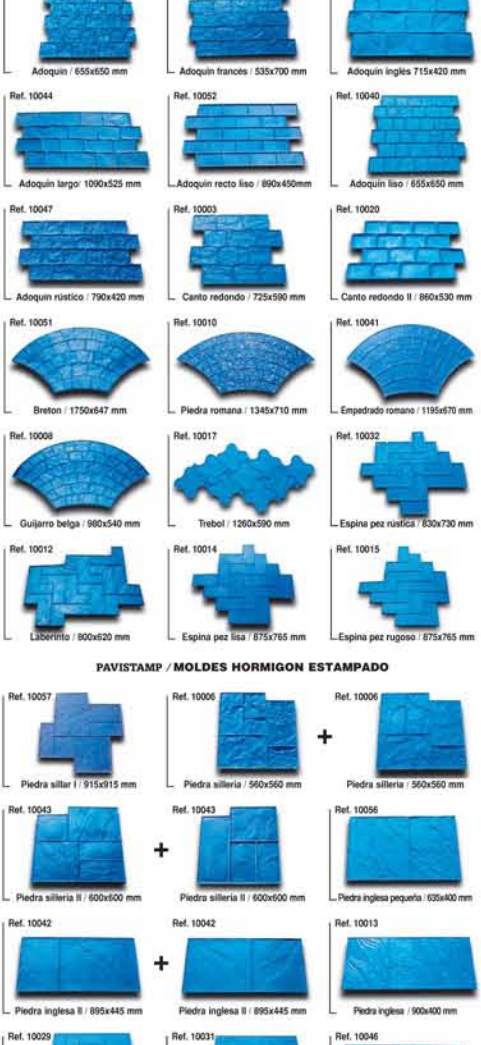 Adoquín / 655x650 mm
Adoquín francés / 535x700 mm
Adoquín inglés 715x420 mm
Ref. 10044
Ref. 10052
Ref. 10040
Adoquín largo/ 1090x525 mm
Adoquín recto liso / 890x450mm
Adoquín liso / 655x650 mm
Ref. 10047
Ref. 10003
Ref. 10020
Adoquín rústico / 790x420 mm
Canto redondo / 725x590 mm
Canto redondo II / 860x530 mm
Ref. 10051
Ref. 10010
Ref. 10041
Breton / 1750x647 mm
Piedra romana / 1345x710 mm
Empedrado romano / 1195x670 mm
Ref. 10008
Ref. 10017
Ref. 10032
Guijarro belga / 980x540 mm
Trebol / 1260x590 mm
Espina pez rústica / 830x730 mm
Ref. 10012
Ref. 10014
Ref. 10015
Laberinto / 800x620 mm
Espina pez lisa / 875x765 mm
Espina pez rugoso / 875x765 mm
PAVISTAMP / MOLDES HORMIGON ESTAMPADO
Ref. 10057
Ref. 10006
Ref. 10006
+
Piedra sillar I / 915x915 mm
Piedra silleria / 560x560 mm
Piedra silleria / 560x560 mm
Ref. 10043
Ref. 10043
Ref. 10056
+
Piedra silleria II / 600x600 mm
Piedra silleria II / 600x600 mm
Piedra inglesa pequeña / 635x400 mm
Ref. 10042
Ref. 10042
Ref. 10013
+
Piedra inglesa II / 895x445 mm
Piedra inglesa II / 895x445 mm
Piedra inglesa / 900x400 mm
Ref. 10029
Ref. 10031
Ref. 10046